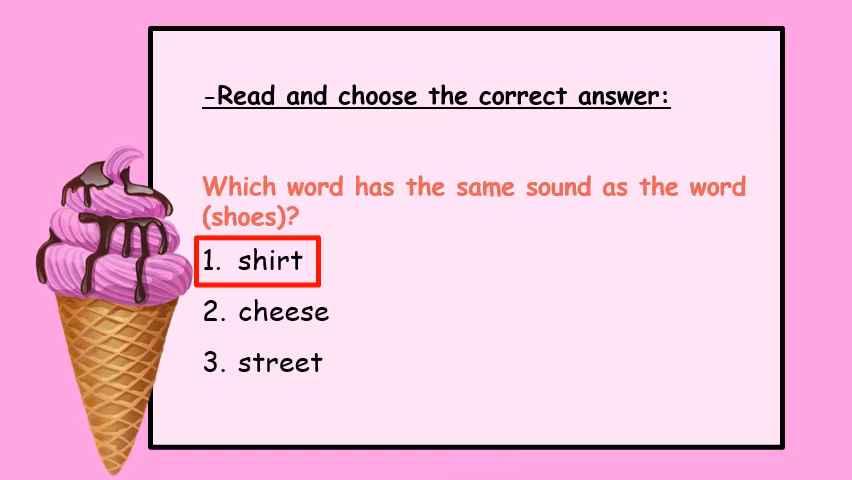 -Read and choose the correct answer:
Which word has the same sound as the word
(shoes)?
1. shirt
2. cheese
3. street